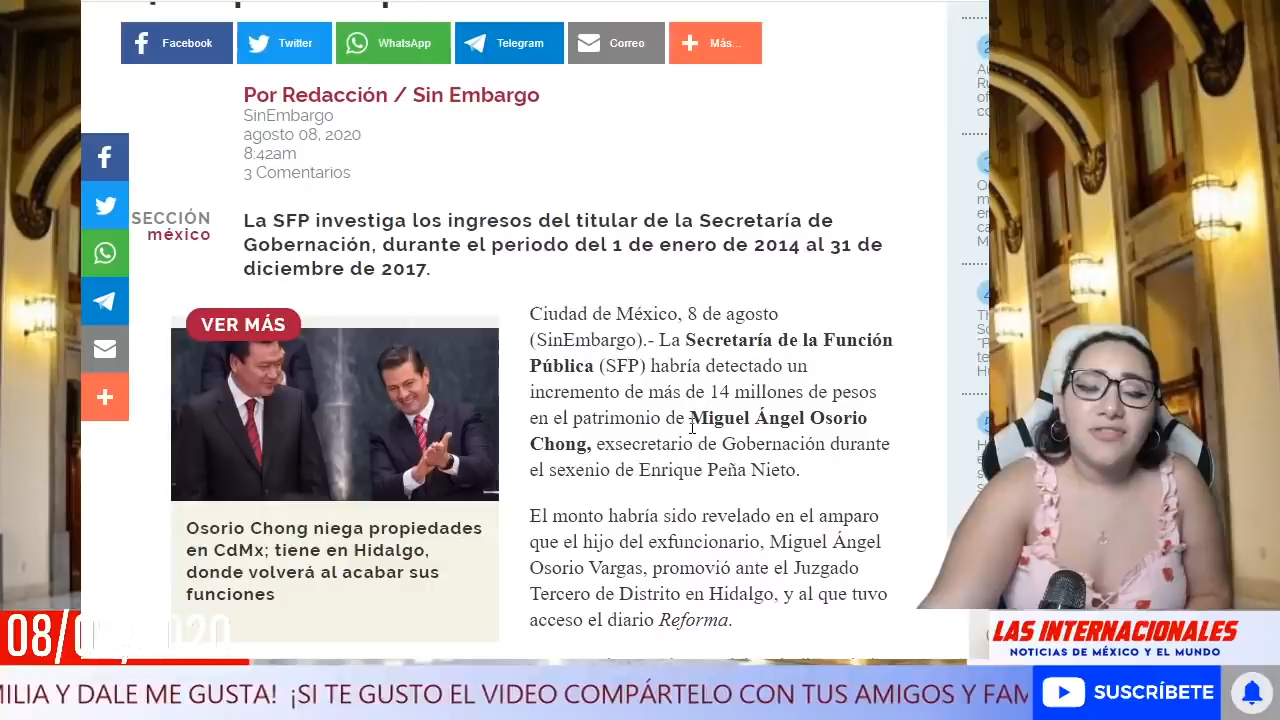 Facebook
Twitter
WhatsApp
Telegram
Correo
Más...
Por Redacción / Sin Embargo
SinEmbargo
agosto 08, 2020
8:42am
3 Comentarios
SECCIÓN
méxico
La SFP investiga los ingresos del titular de la Secretaría de
Gobernación, durante el periodo del 1 de enero de 2014 al 31 de
diciembre de 2017.
VER MÁS
Osorio Chong niega propiedades
en CdMx; tiene en Hidalgo,
donde volverá al acabar sus
funciones
Ciudad de México, 8 de agosto
(SinEmbargo).- La Secretaría de la Función
Pública (SFP) habría detectado un
incremento de más de 14 millones de pesos
en el patrimonio de Miguel Ángel Osorio
Chong, exsecretario de Gobernación durante
el sexenio de Enrique Peña Nieto.
El monto habría sido revelado en el amparo
que el hijo del exfuncionario, Miguel Ángel
Osorio Vargas, promovió ante el Juzgado
Tercero de Distrito en Hidalgo, y al que tuvo
acceso el diario Reforma.
LAS INTERNACIONALES
NOTICIAS DE MÉXICO Y EL MUNDO
MILIA Y DALE ME GUSTA! ¡SI TE GUSTO EL VIDEO COMPÁRTELO CON TUS AMIGOS Y FAM
SUSCRÍBETE